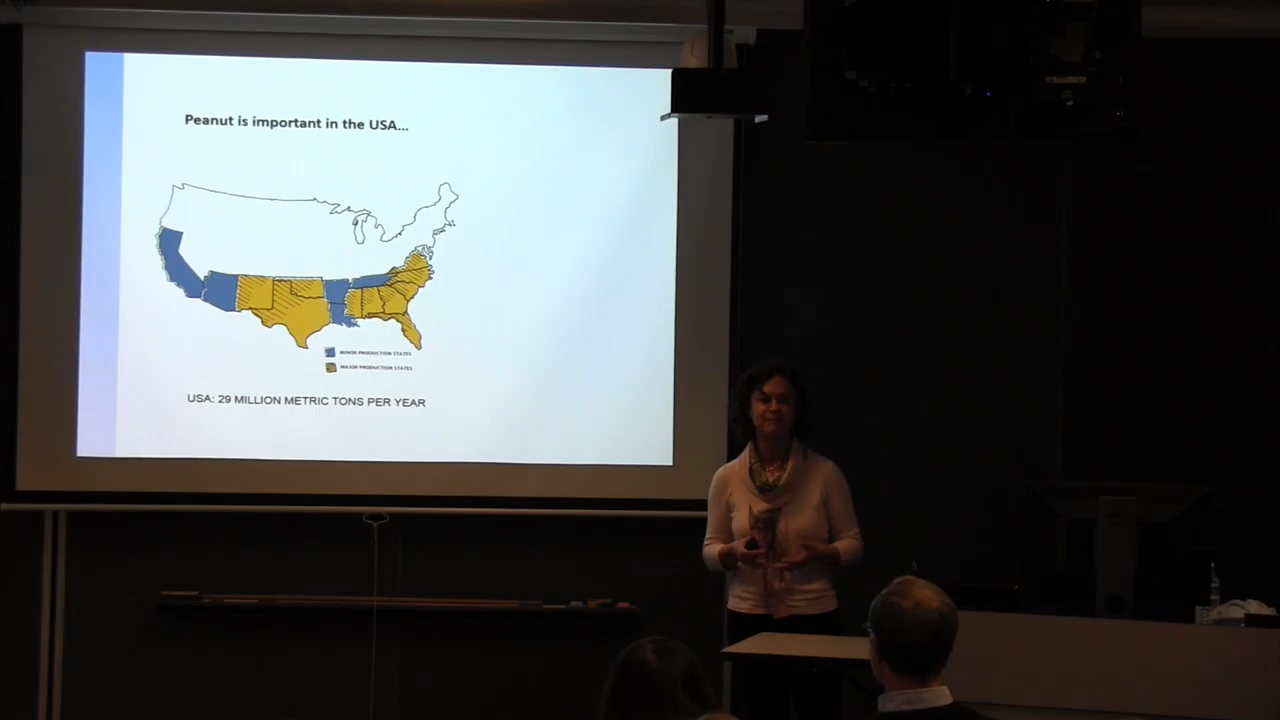 Peanut is important in the USA...
MINOR PRODUCTION STATES
MAJOR PRODUCTION STATES
USA: 29 MILLION METRIC TONS PER YEAR